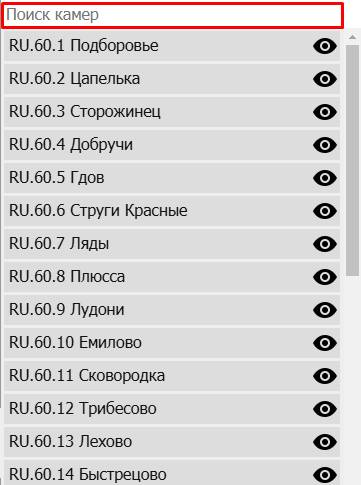 Поиск камер
RU.60.1 Подборовье
RU.60.2 Цапелька
RU.60.3 Сторожинец
RU.60.4 Добручи
RU.60.5 Гдов
RU.60.6 Струги Красные
RU.60.7 Ляды
RU.60.8 Плюсса
RU.60.9 Лудони
RU.60.10 Емилово
RU.60.11 Сковородка
RU.60.12 Трибесово
RU.60.13 Лехово
RU.60.14 Быстрецово